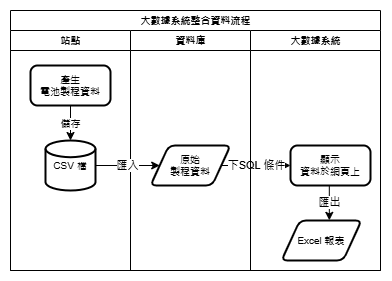 大數據系統整合資料流程
站點
資料庫
大數據系統
產生
電池製程資料
儲存
CSV 檔
匯入
原始
製程資料
下SQL 條件
顯示
資料於網頁上
匯出
Excel 報表